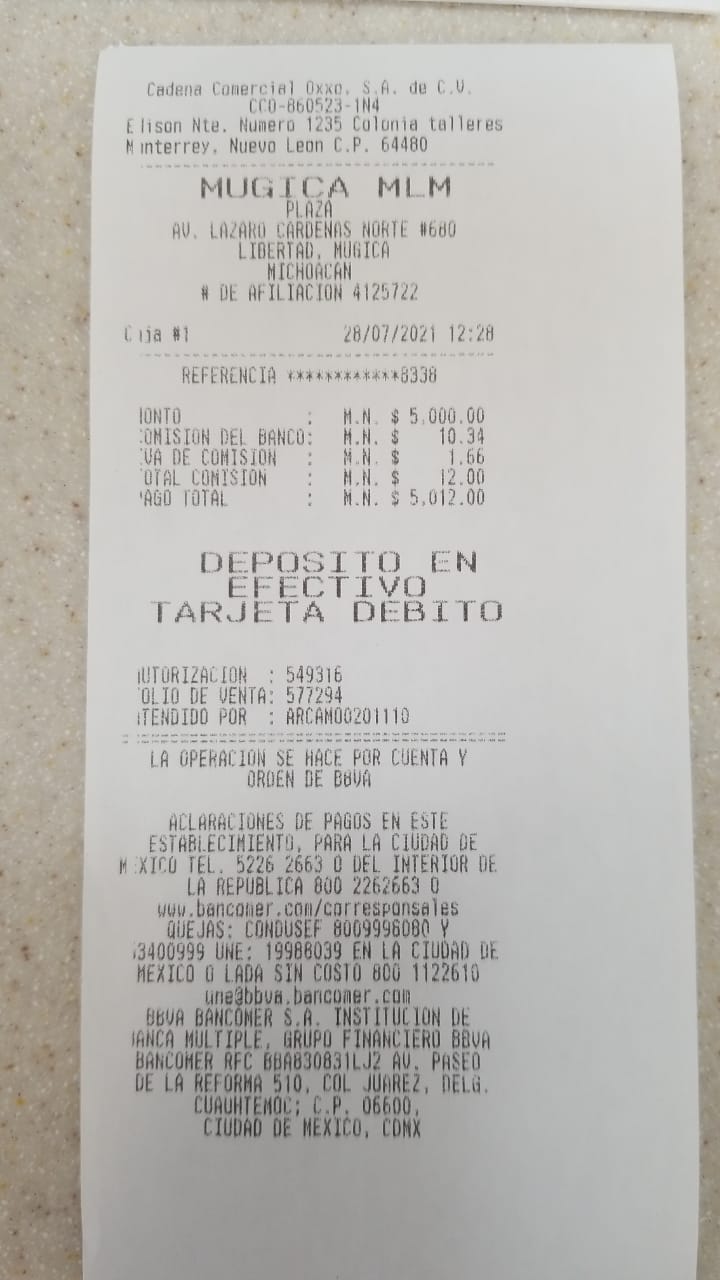 Cadena Comercial Oxxo, S.A. de C.V.
CCO-860523-1N4
Edison Nte. Numero 1235 Colonia talleres
Monterrey, Nuevo Leon C.P. 64480
MUGICA MLM
PLAZA
AV. LAZARO CARDENAS NORTE #680
LIBERTAD, MUGICA
MICHOACAN
# DE AFILIACION 4125722
Caja #1 28/07/2021 12:28
REFERENCIA ************8338
MONTO : M.N. $ 5,000.00
COMISION DEL BANCO: M.N. $ 10.34
IVA DE COMISION : M.N. $ 1.66
TOTAL COMISION : M.N. $ 12.00
PAGO TOTAL : M.N. $ 5,012.00
DEPOSITO EN
EFECTIVO
TARJETA DEBITO
AUTORIZACION : 549316
FOLIO DE VENTA: 577294
ATENDIDO POR : ARCAM00201110
LA OPERACION SE HACE POR CUENTA Y
ORDEN DE BBVA
ACLARACIONES DE PAGOS EN ESTE
ESTABLECIMIENTO, PARA LA CIUDAD DE
MEXICO TEL. 5226 2663 O DEL INTERIOR DE
LA REPUBLICA 800 2262663 O
www.bancomer.com/corresponsales
QUEJAS: CONDUSEF 8009996080 Y
53400999 UNE: 19988039 EN LA CIUDAD DE
MEXICO O LADA SIN COSTO 800 1122610
une@bbva.bancomer.com
BBVA BANCOMER S.A. INSTITUCION DE
BANCA MULTIPLE, GRUPO FINANCIERO BBVA
BANCOMER RFC BBA830831LJ2 AV. PASEO
DE LA REFORMA 510, COL JUAREZ, DELG.
CUAUHTEMOC; C.P. 06600,
CIUDAD DE MEXICO, CDMX